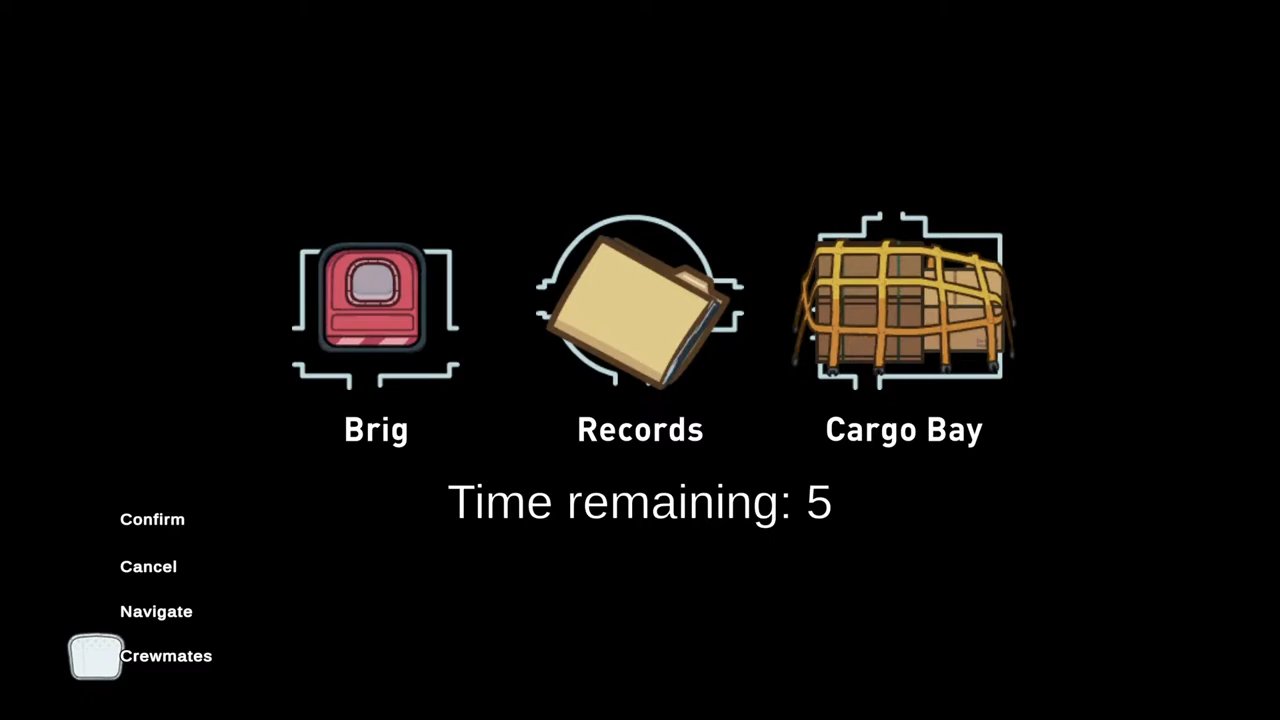 Brig
Records
Cargo Bay
Time remaining: 5
Confirm
Cancel
Navigate
Crewmates